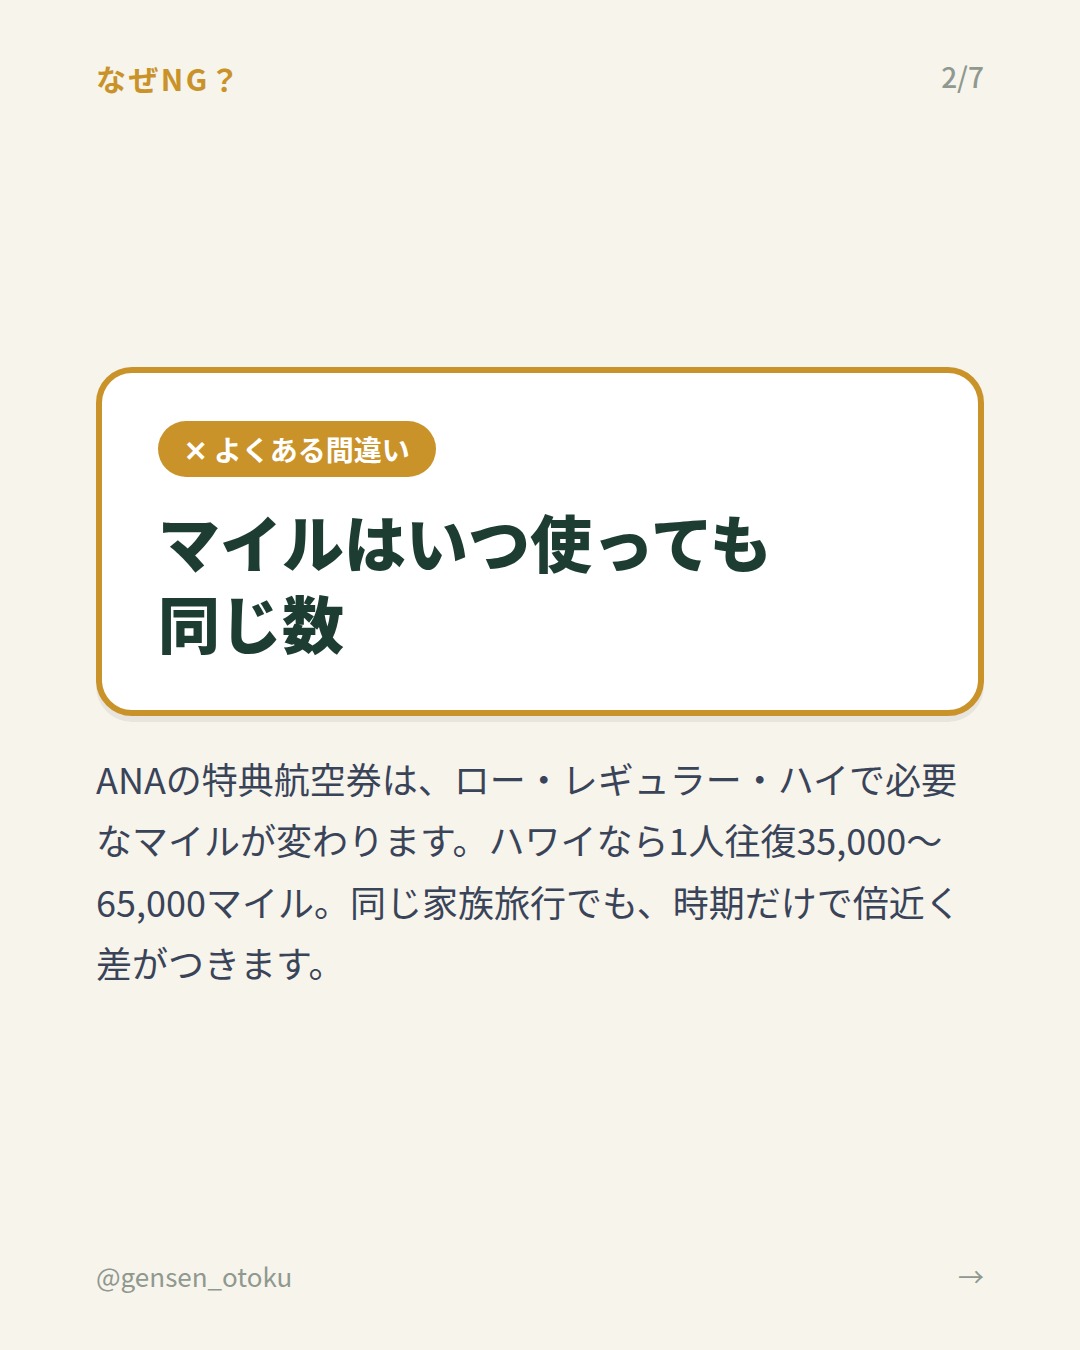 なぜNG？
2/7
× よくある間違い
マイルはいつ使っても
同じ数
ANAの特典航空券は、ロー・レギュラー・ハイで必要
なマイルが変わります。ハワイなら1人往復35,000〜
65,000マイル。同じ家族旅行でも、時期だけで倍近く
差がつきます。
@gensen_otoku
→